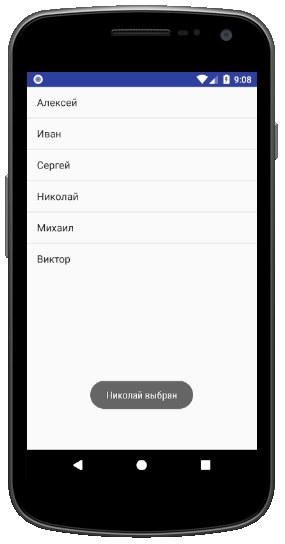 9:08
Алексей
Иван
Сергей
Николай
Михаил
Виктор
Николай выбран